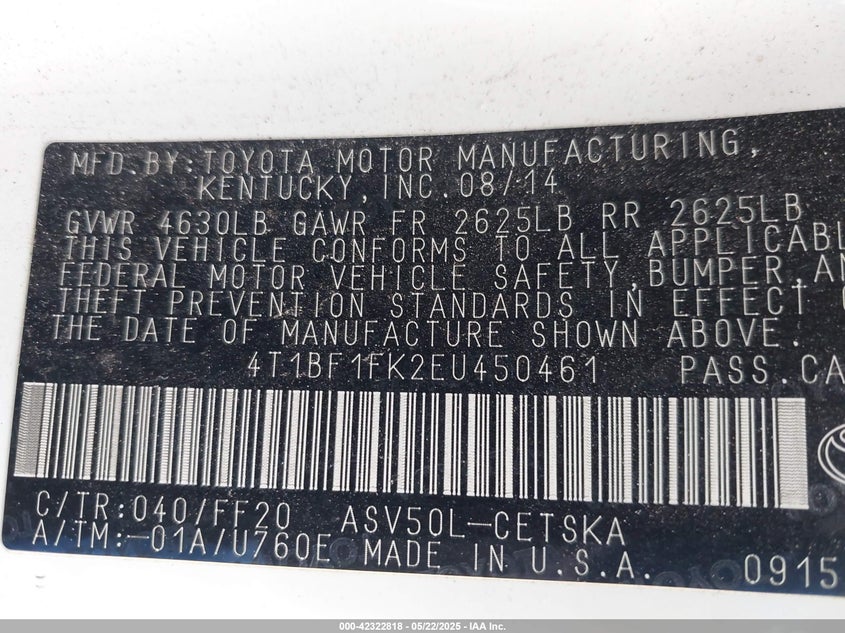 MFD.BY:TOYOTA MOTOR MANUFACTURING,
KENTUCKY,INC.08/14
GVWR 4630LB GAWR FR 2625LB RR 2625LB
THIS VEHICLE CONFORMS TO ALL APPLICABL
FEDERAL MOTOR VEHICLE SAFETY,BUMPER,AN
THEFT PREVENTION STANDARDS IN EFFECT
THE DATE OF MANUFACTURE SHOWN ABOVE.
4T1BF1FK2EU450461 PASS.CA
C/TR:040/FF20 ASV50L-CETSKA
A/TM:-01A/U760E MADE IN U.S.A. 0915
000-42322818 - 05/22/2025 - IAA Inc.